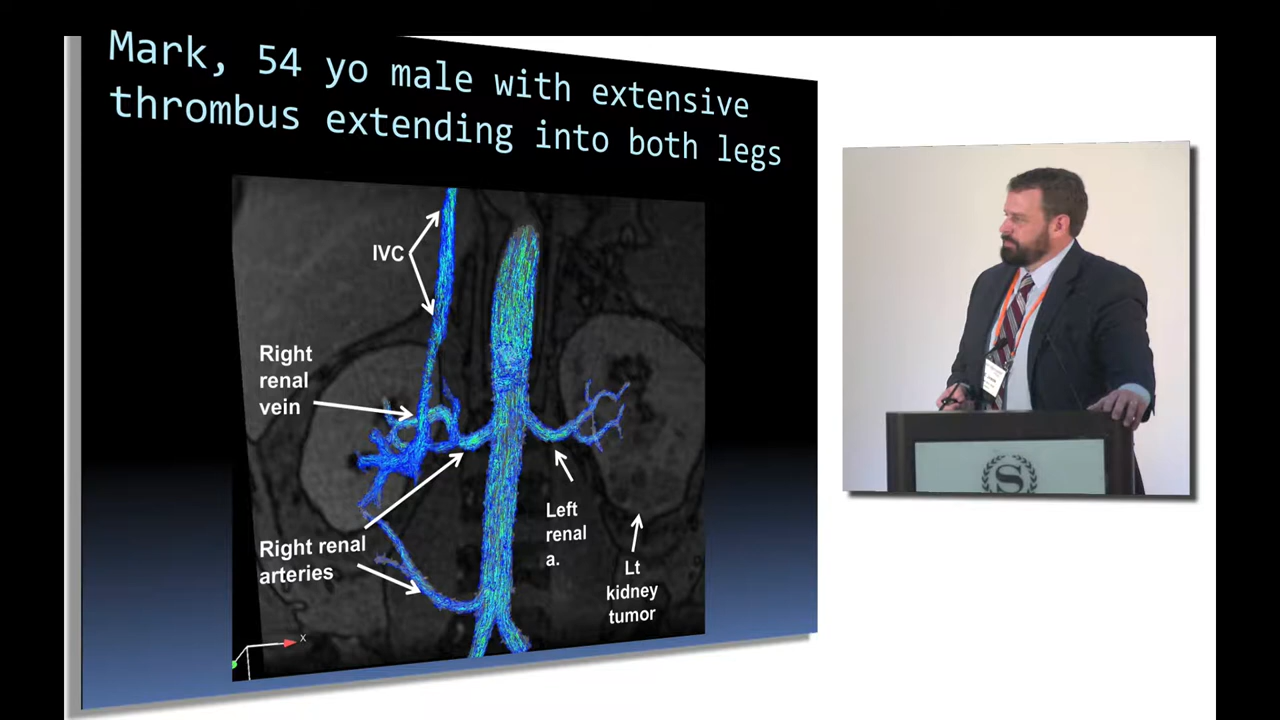 Mark, 54 yo male with extensive
thrombus extending into both legs
IVC
Right
renal
vein
Right renal
arteries
Left
renal
a.
Lt
kidney
tumor
x
S